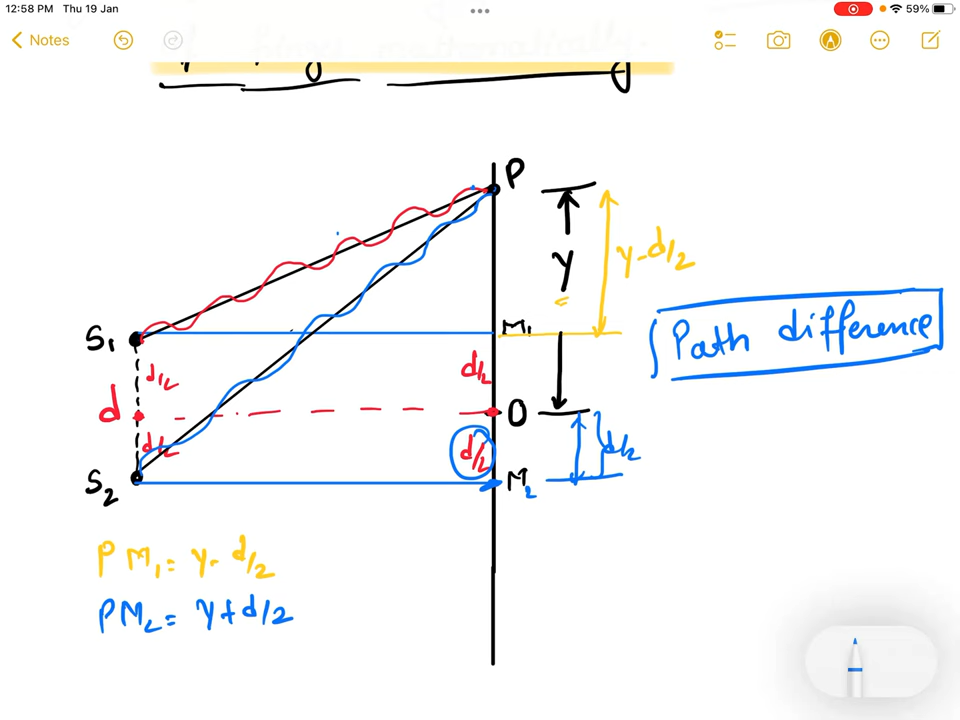 12:58 PM Thu 19 Jan
59%
Notes
P
y
y-d/2
S₁
M₁
Path difference
d/2
d/2
d
O
d/2
d/2
d/2
S₂
M₂
PM₁= y- d/2
PM₂= y+d/2